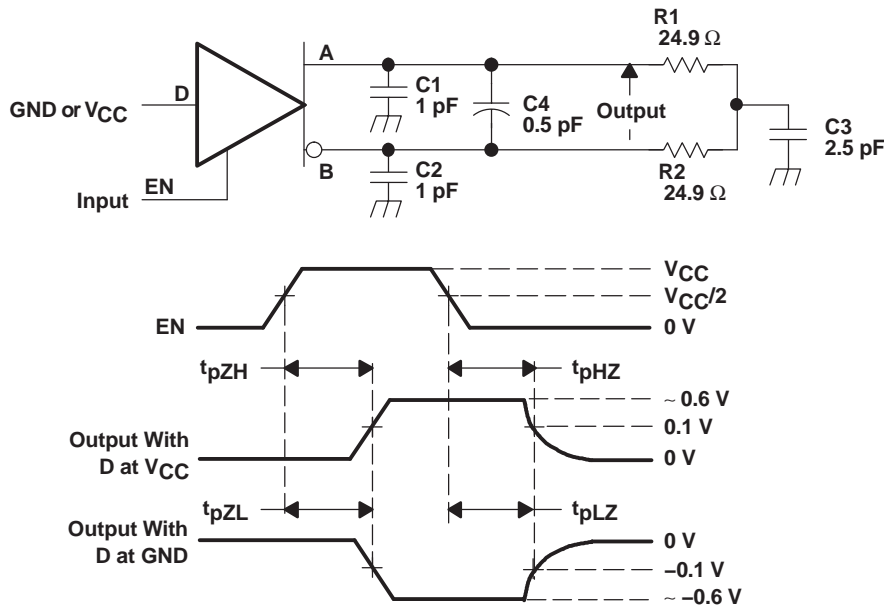 R1
24.9 Ω
A
C1
1 pF
C4
0.5 pF
Output
D
GND or VCC
C3
2.5 pF
B
C2
1 pF
R2
24.9 Ω
EN
Input
VCC
VCC/2
EN
0 V
tpZH
tpHZ
~ 0.6 V
0.1 V
Output With
D at VCC
0 V
tpZL
tpLZ
Output With
D at GND
0 V
–0.1 V
~ –0.6 V